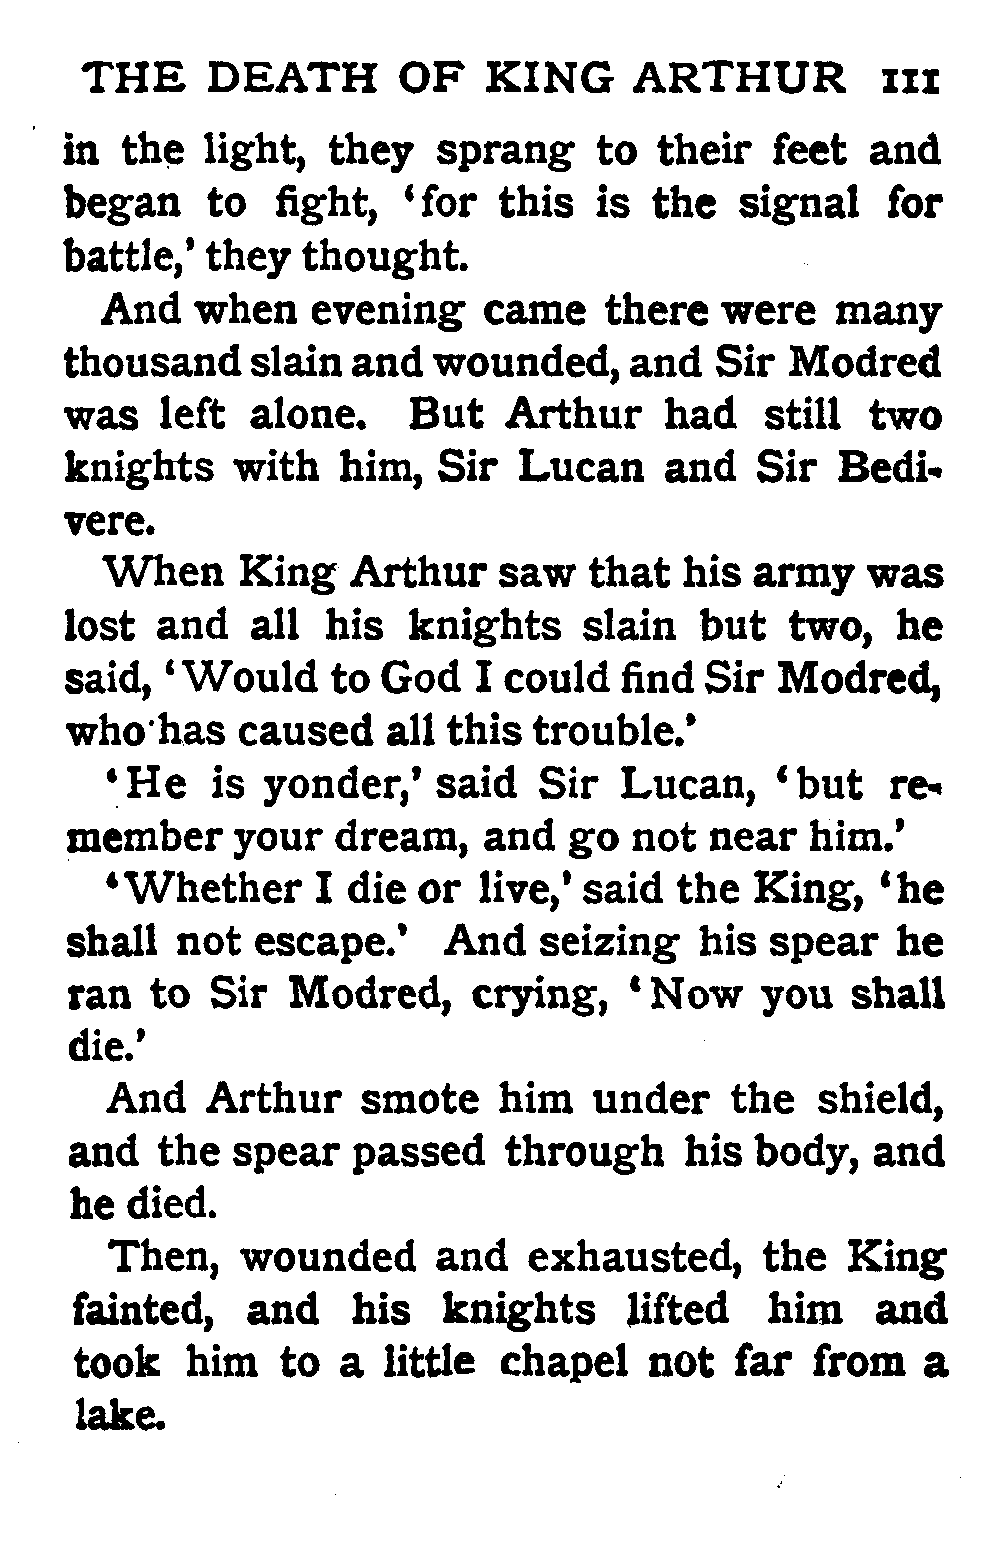 THE DEATH OF KING ARTHUR 111
in the light, they sprang to their feet and
began to fight, ‘for this is the signal for
battle,’ they thought.
And when evening came there were many
thousand slain and wounded, and Sir Modred
was left alone. But Arthur had still two
knights with him, Sir Lucan and Sir Bedi-
vere.
When King Arthur saw that his army was
lost and all his knights slain but two, he
said, ‘Would to God I could find Sir Modred,
who has caused all this trouble.’
‘He is yonder,’ said Sir Lucan, ‘but re-
member your dream, and go not near him.’
‘Whether I die or live,’ said the King, ‘he
shall not escape.’ And seizing his spear he
ran to Sir Modred, crying, ‘Now you shall
die.’
And Arthur smote him under the shield,
and the spear passed through his body, and
he died.
Then, wounded and exhausted, the King
fainted, and his knights lifted him and
took him to a little chapel not far from a
lake.